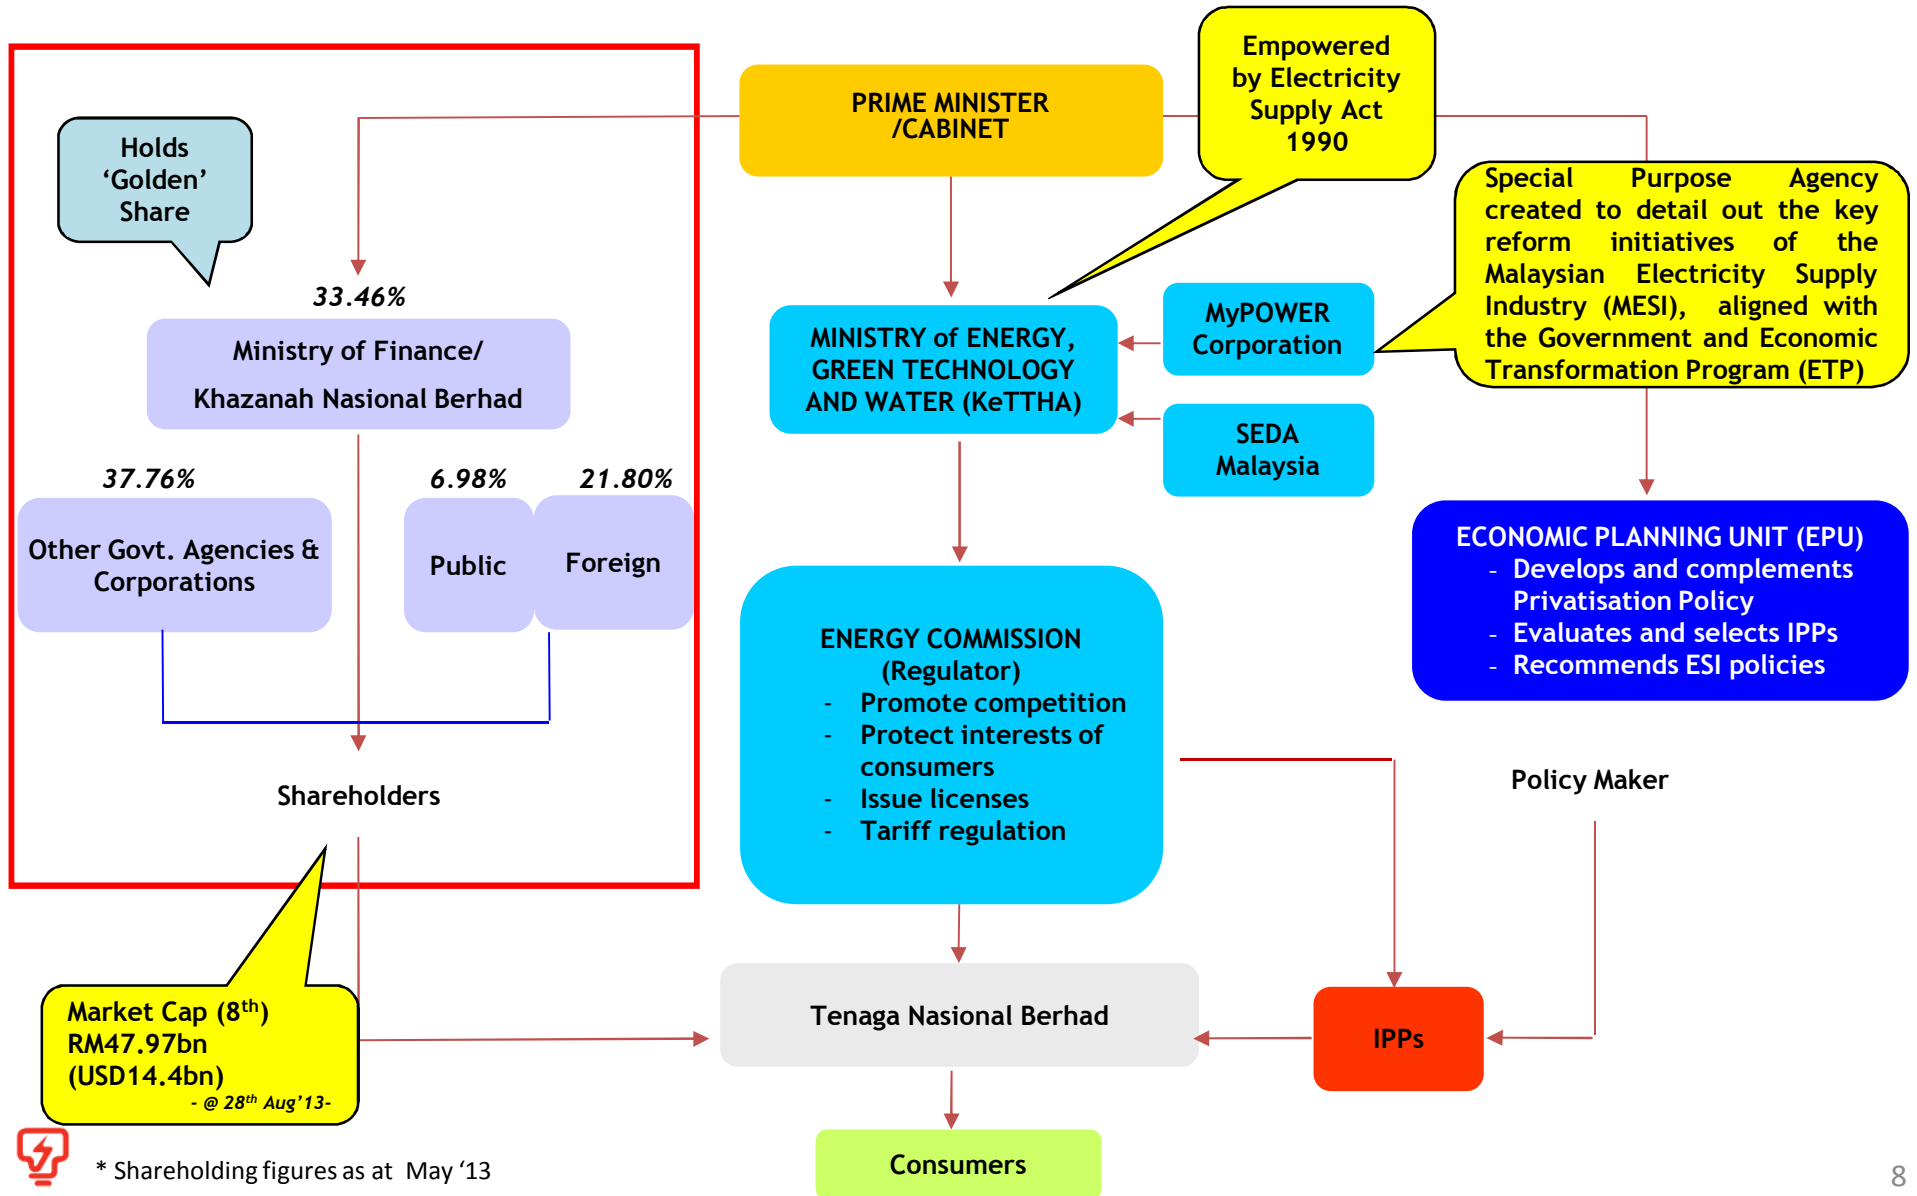 PRIME MINISTER
/CABINET
Empowered
by Electricity
Supply Act
1990
Holds
‘Golden’
Share
Special Purpose Agency
created to detail out the key
reform initiatives of the
Malaysian Electricity Supply
Industry (MESI), aligned with
the Government and Economic
Transformation Program (ETP)
33.46%
Ministry of Finance/
Khazanah Nasional Berhad
MINISTRY of ENERGY,
GREEN TECHNOLOGY
AND WATER (KeTTHA)
MyPOWER
Corporation
SEDA
Malaysia
37.76%
6.98%
21.80%
Other Govt. Agencies &
Corporations
Public
Foreign
ECONOMIC PLANNING UNIT (EPU)
- Develops and complements
Privatisation Policy
- Evaluates and selects IPPs
- Recommends ESI policies
ENERGY COMMISSION
(Regulator)
- Promote competition
- Protect interests of
consumers
- Issue licenses
- Tariff regulation
Shareholders
Policy Maker
Market Cap (8th)
RM47.97bn
(USD14.4bn)
- @ 28th Aug’13-
Tenaga Nasional Berhad
IPPs
Consumers
* Shareholding figures as at May ‘13
8